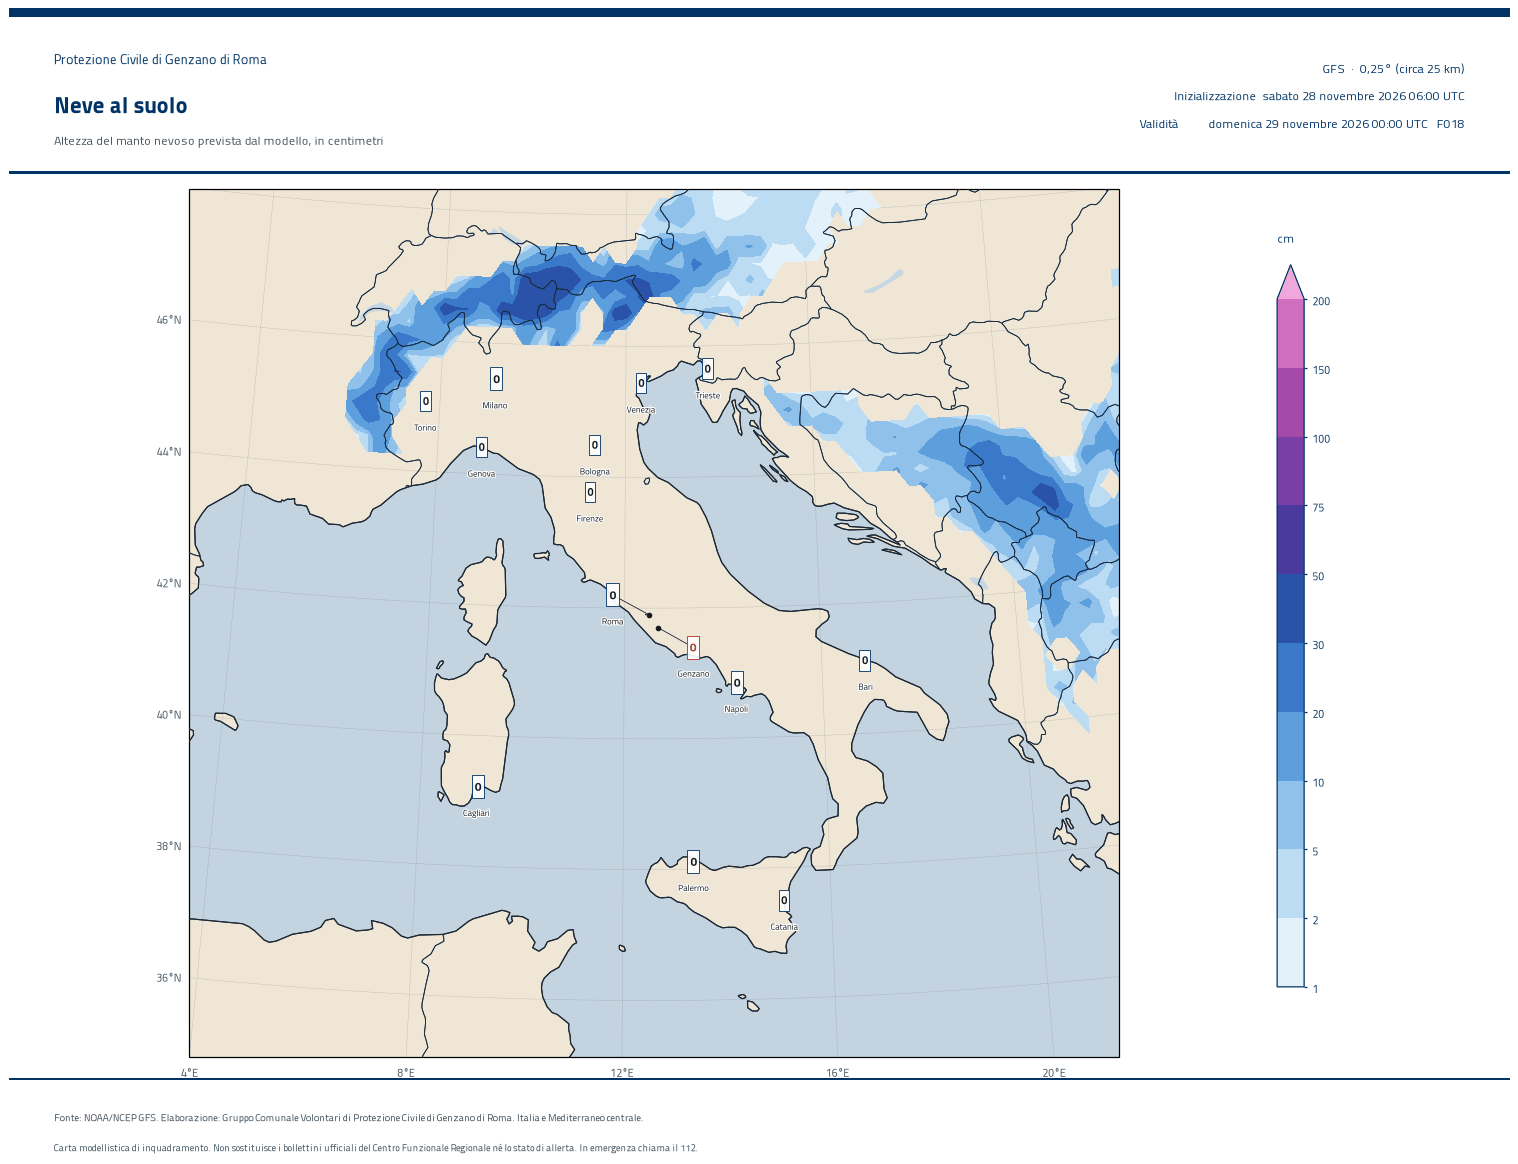 Protezione Civile di Genzano di Roma
Neve al suolo
Altezza del manto nevoso prevista dal modello, in centimetri
GFS · 0,25° (circa 25 km)
Inizializzazione sabato 28 novembre 2026 06:00 UTC
Validità domenica 29 novembre 2026 00:00 UTC F018
cm
200
150
100
75
50
30
20
10
5
2
1
46°N
44°N
42°N
40°N
38°N
36°N
4°E
8°E
12°E
16°E
20°E
0
Trieste
0
Milano
0
Venezia
0
Torino
0
Genova
0
Bologna
0
Firenze
0
Roma
0
Genzano
0
Bari
0
Napoli
0
Cagliari
0
Palermo
0
Catania
Fonte: NOAA/NCEP GFS. Elaborazione: Gruppo Comunale Volontari di Protezione Civile di Genzano di Roma. Italia e Mediterraneo centrale.
Carta modellistica di inquadramento. Non sostituisce i bollettini ufficiali del Centro Funzionale Regionale né lo stato di allerta. In emergenza chiama il 112.